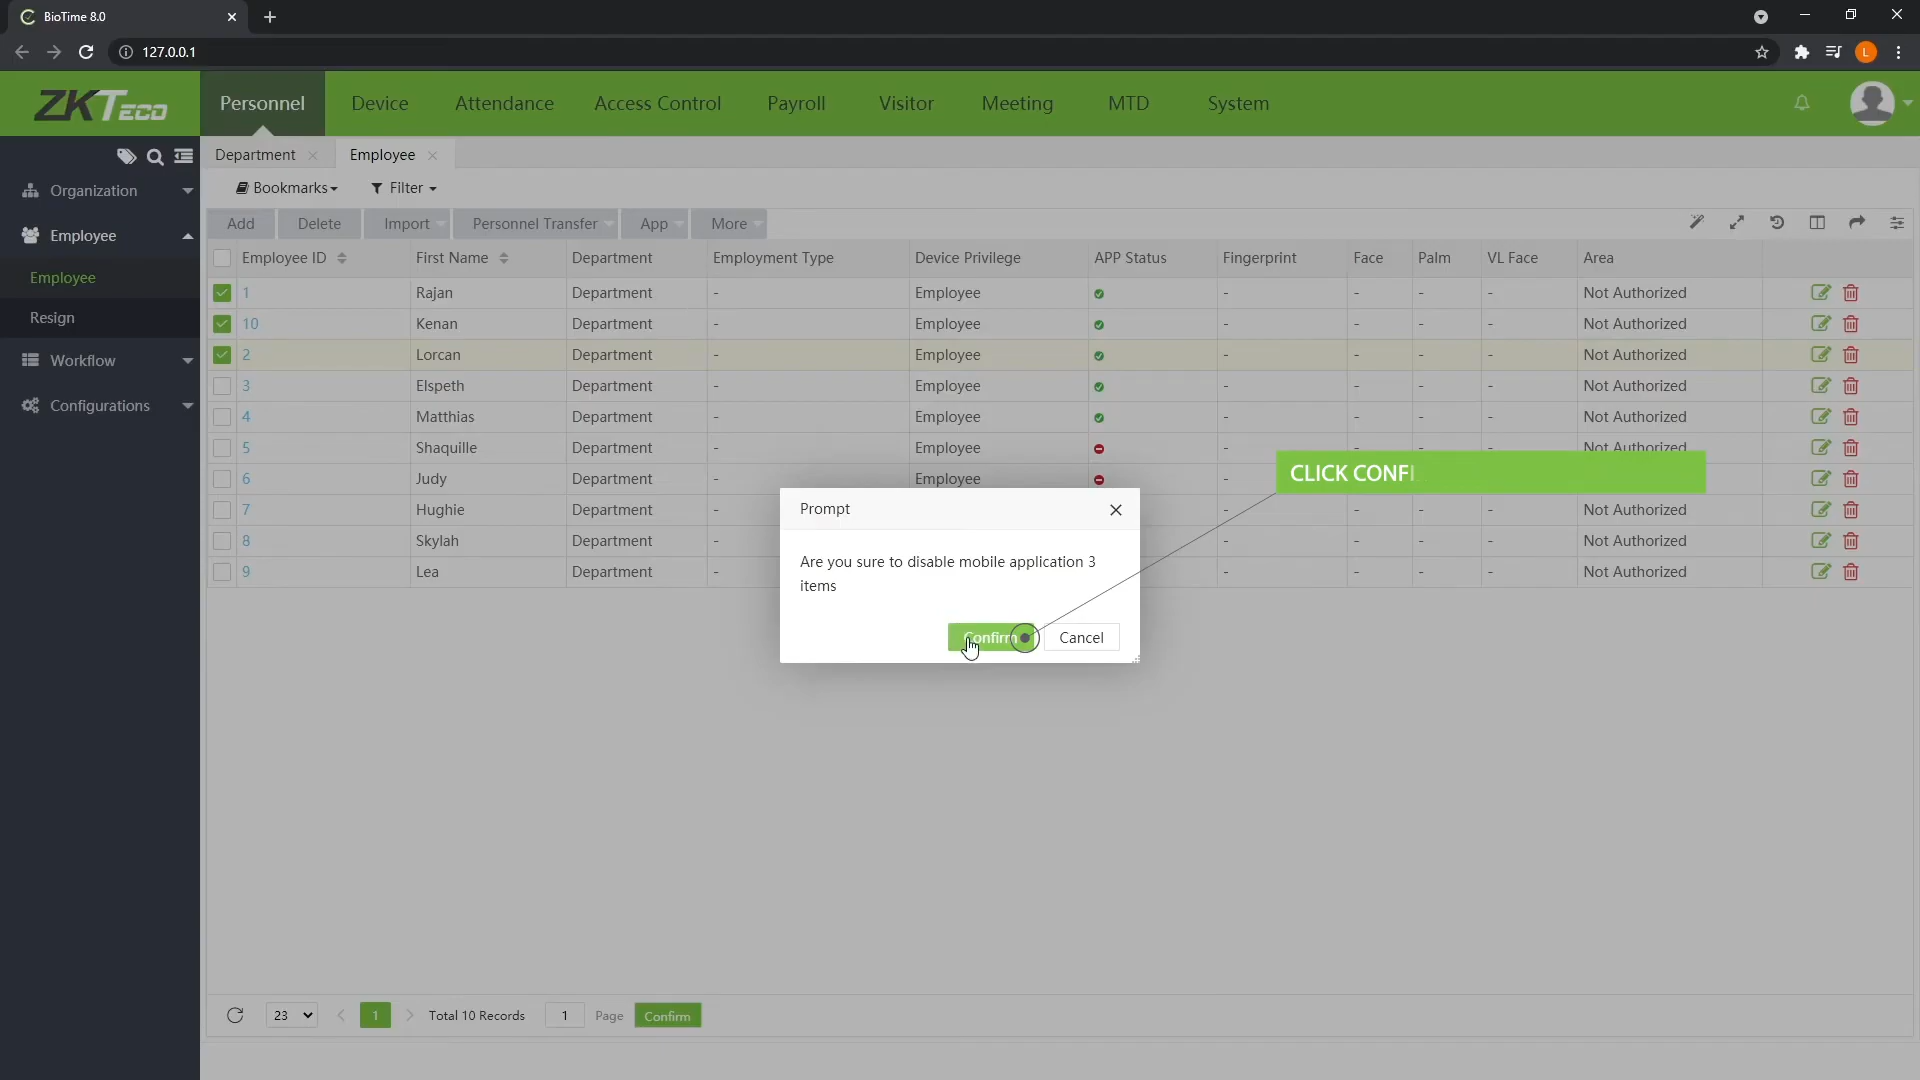 BioTime 8.0
127.0.0.1
L
ZKTeco
Personnel Device Attendance Access Control Payroll Visitor Meeting MTD System
Department Employee
Bookmarks Filter
Organization
Employee
Employee
Resign
Workflow
Configurations
Add Delete Import Personnel Transfer App More
Employee ID First Name Department Employment Type Device Privilege APP Status Fingerprint Face Palm VL Face Area
1 Rajan Department - Employee - - - - Not Authorized
10 Kenan Department - Employee - - - - Not Authorized
2 Lorcan Department - Employee - - - - Not Authorized
3 Elspeth Department - Employee - - - - Not Authorized
4 Matthias Department - Employee - - - - Not Authorized
5 Shaquille Department - Employee - - - - Not Authorized
6 Judy Department - Employee -
7 Hughie Department - - - - - Not Authorized
8 Skylah Department - - - - - Not Authorized
9 Lea Department - - - - - Not Authorized
CLICK CONFI
Prompt
Are you sure to disable mobile application 3
items
Confirm Cancel
23 1 Total 10 Records 1 Page Confirm